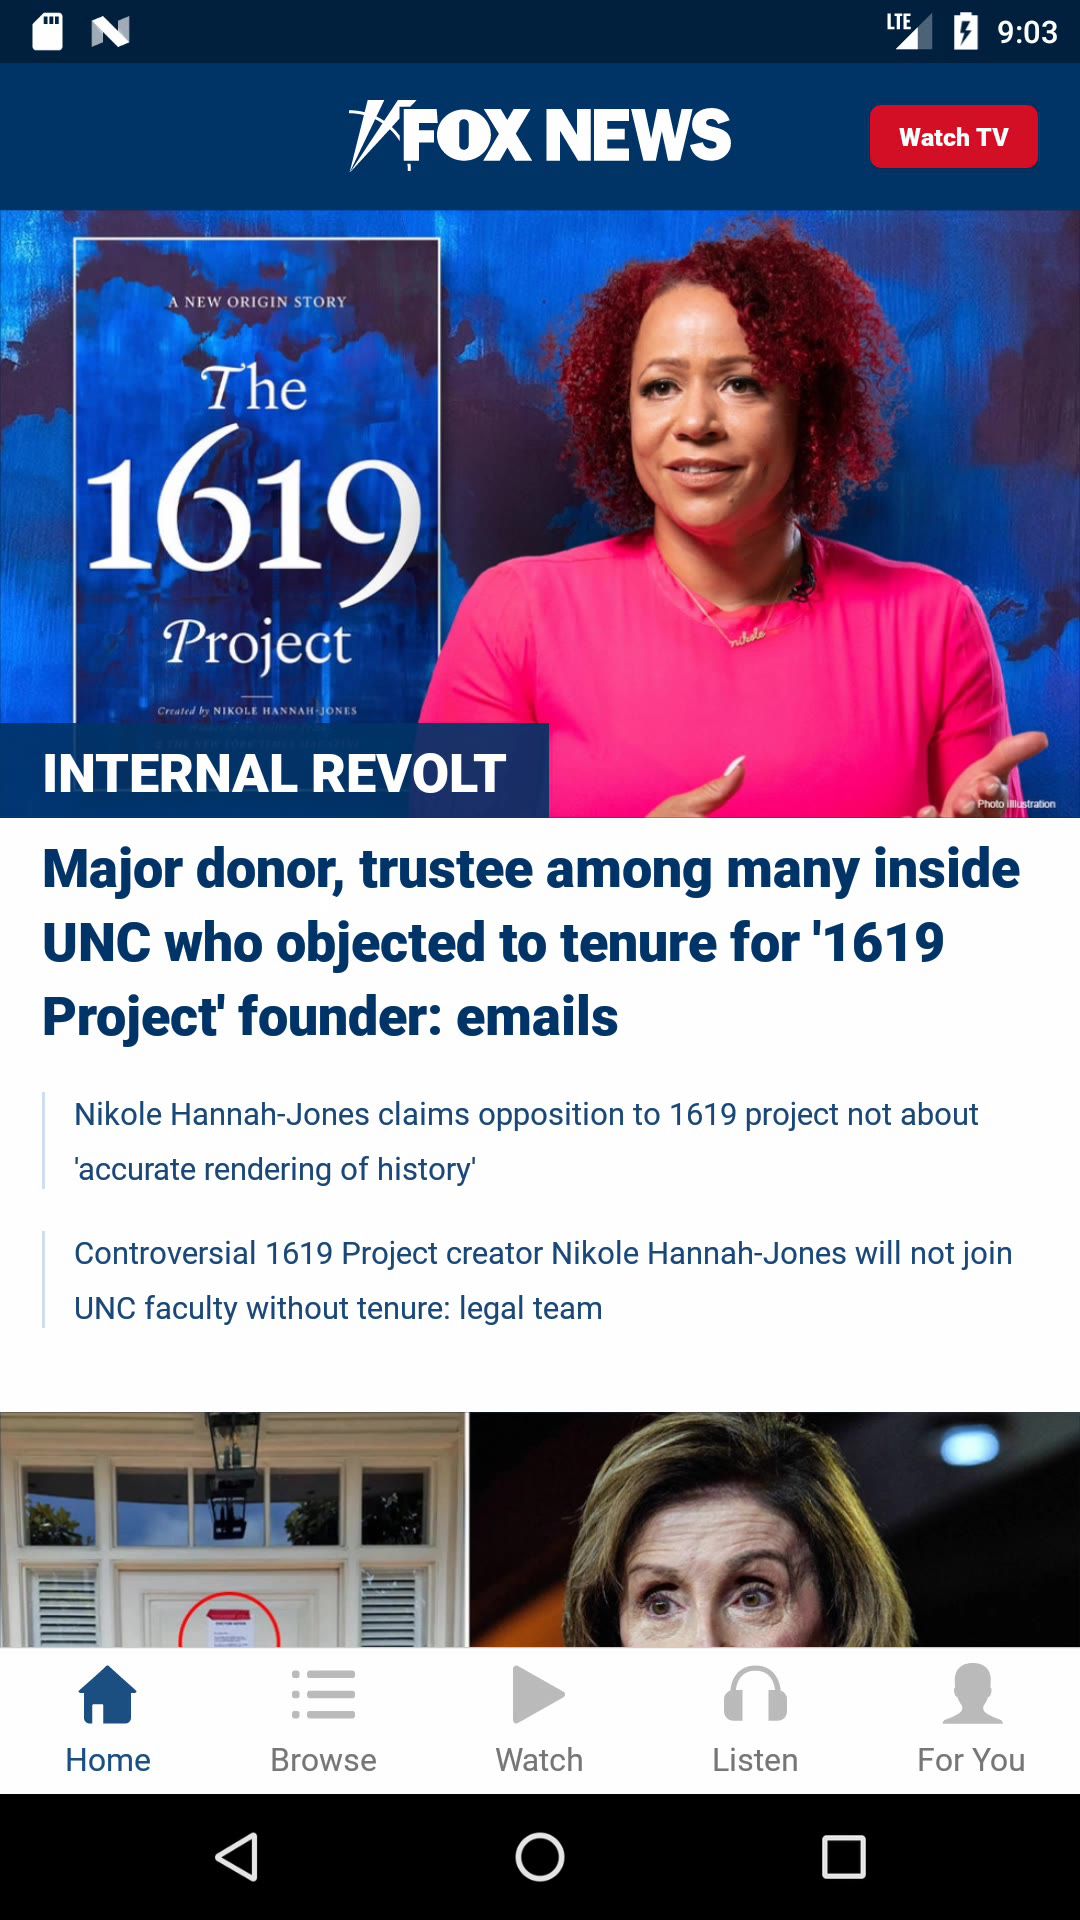 LTE 9:03
FOX NEWS
Watch TV
A NEW ORIGIN STORY
The
1619
Project
Created by NIKOLE HANNAH-JONES
INTERNAL REVOLT
Photo Illustration
Major donor, trustee among many inside
UNC who objected to tenure for '1619
Project' founder: emails
Nikole Hannah-Jones claims opposition to 1619 project not about
'accurate rendering of history'
Controversial 1619 Project creator Nikole Hannah-Jones will not join
UNC faculty without tenure: legal team
Home
Browse
Watch
Listen
For You